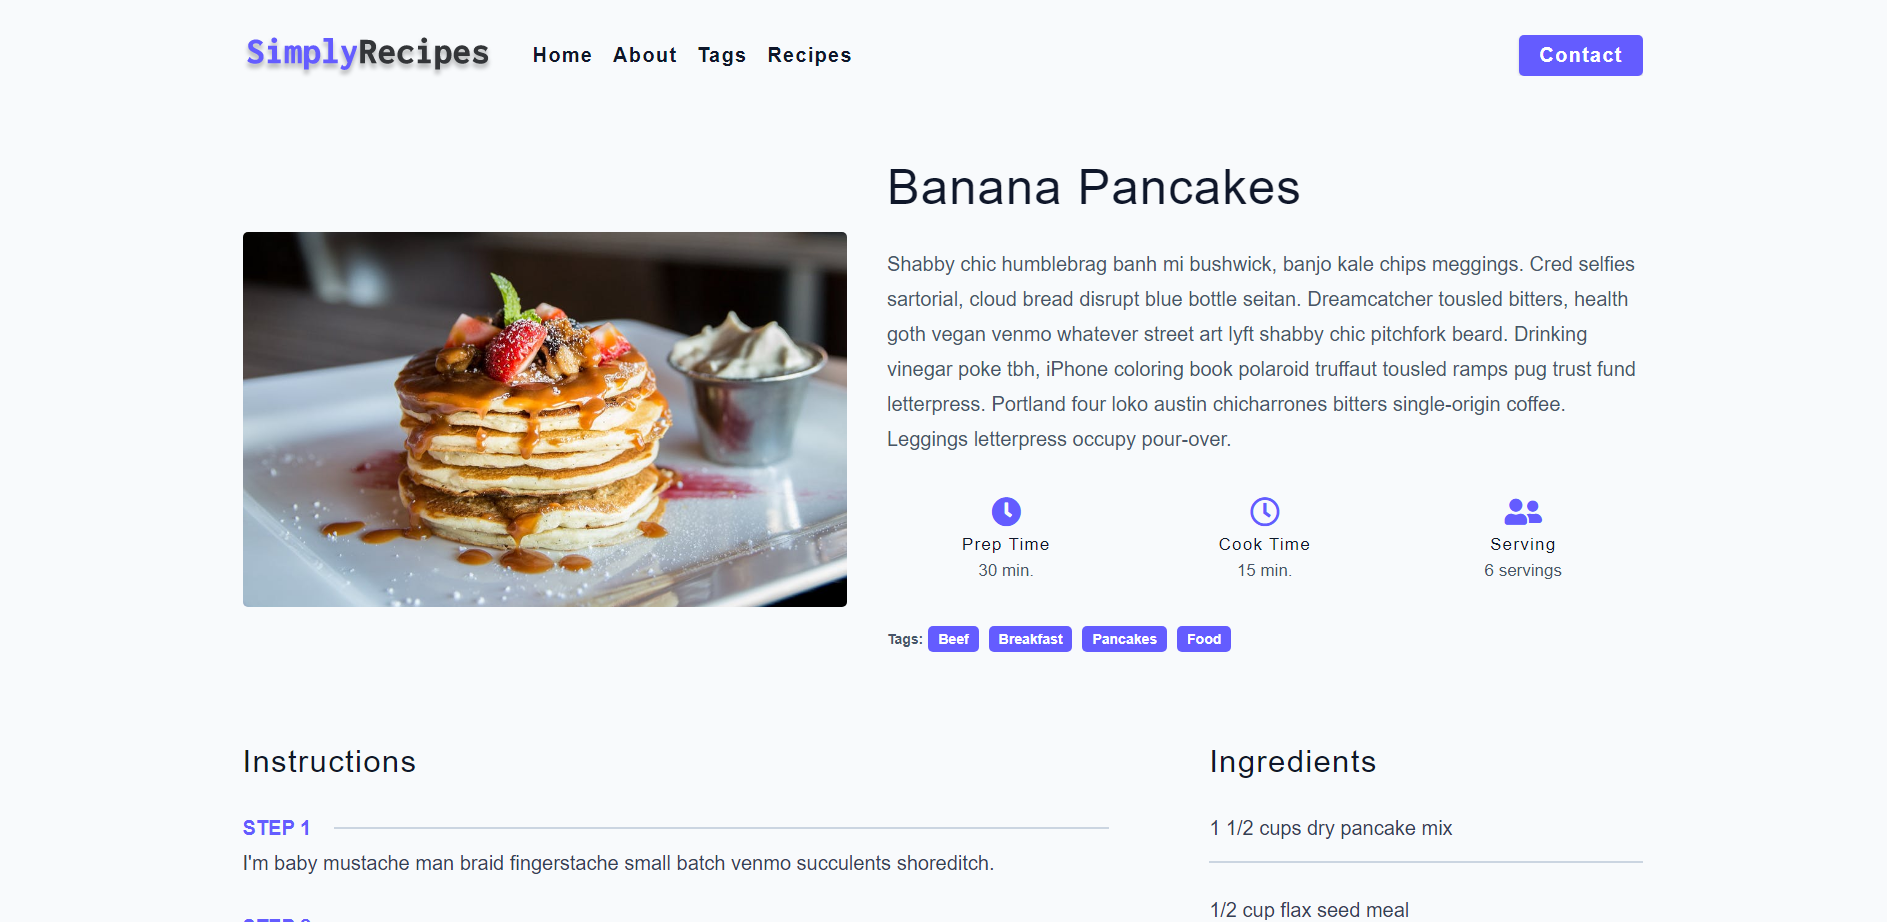 SimplyRecipes
Home About Tags Recipes
Contact
Banana Pancakes
Shabby chic humblebrag banh mi bushwick, banjo kale chips meggings. Cred selfies
sartorial, cloud bread disrupt blue bottle seitan. Dreamcatcher tousled bitters, health
goth vegan venmo whatever street art lyft shabby chic pitchfork beard. Drinking
vinegar poke tbh, iPhone coloring book polaroid truffaut tousled ramps pug trust fund
letterpress. Portland four loko austin chicharrones bitters single-origin coffee.
Leggings letterpress occupy pour-over.
Prep Time
30 min.
Cook Time
15 min.
Serving
6 servings
Tags: Beef Breakfast Pancakes Food
Instructions
STEP 1
I'm baby mustache man braid fingerstache small batch venmo succulents shoreditch.
Ingredients
1 1/2 cups dry pancake mix
1/2 cup flax seed meal